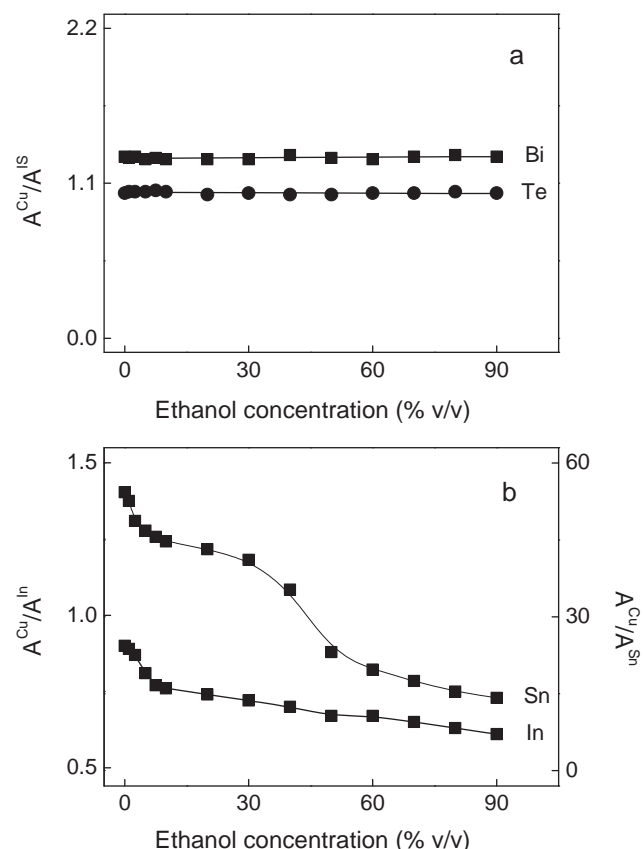 a
2.2
1.1
0.0
A^Cu/A^IS
Bi
Te
0 30 60 90
Ethanol concentration (% v/v)
b
1.5
1.0
0.5
A^Cu/A^In
60
30
0
A^Cu/A^Sn
Sn
In
0 30 60 90
Ethanol concentration (% v/v)